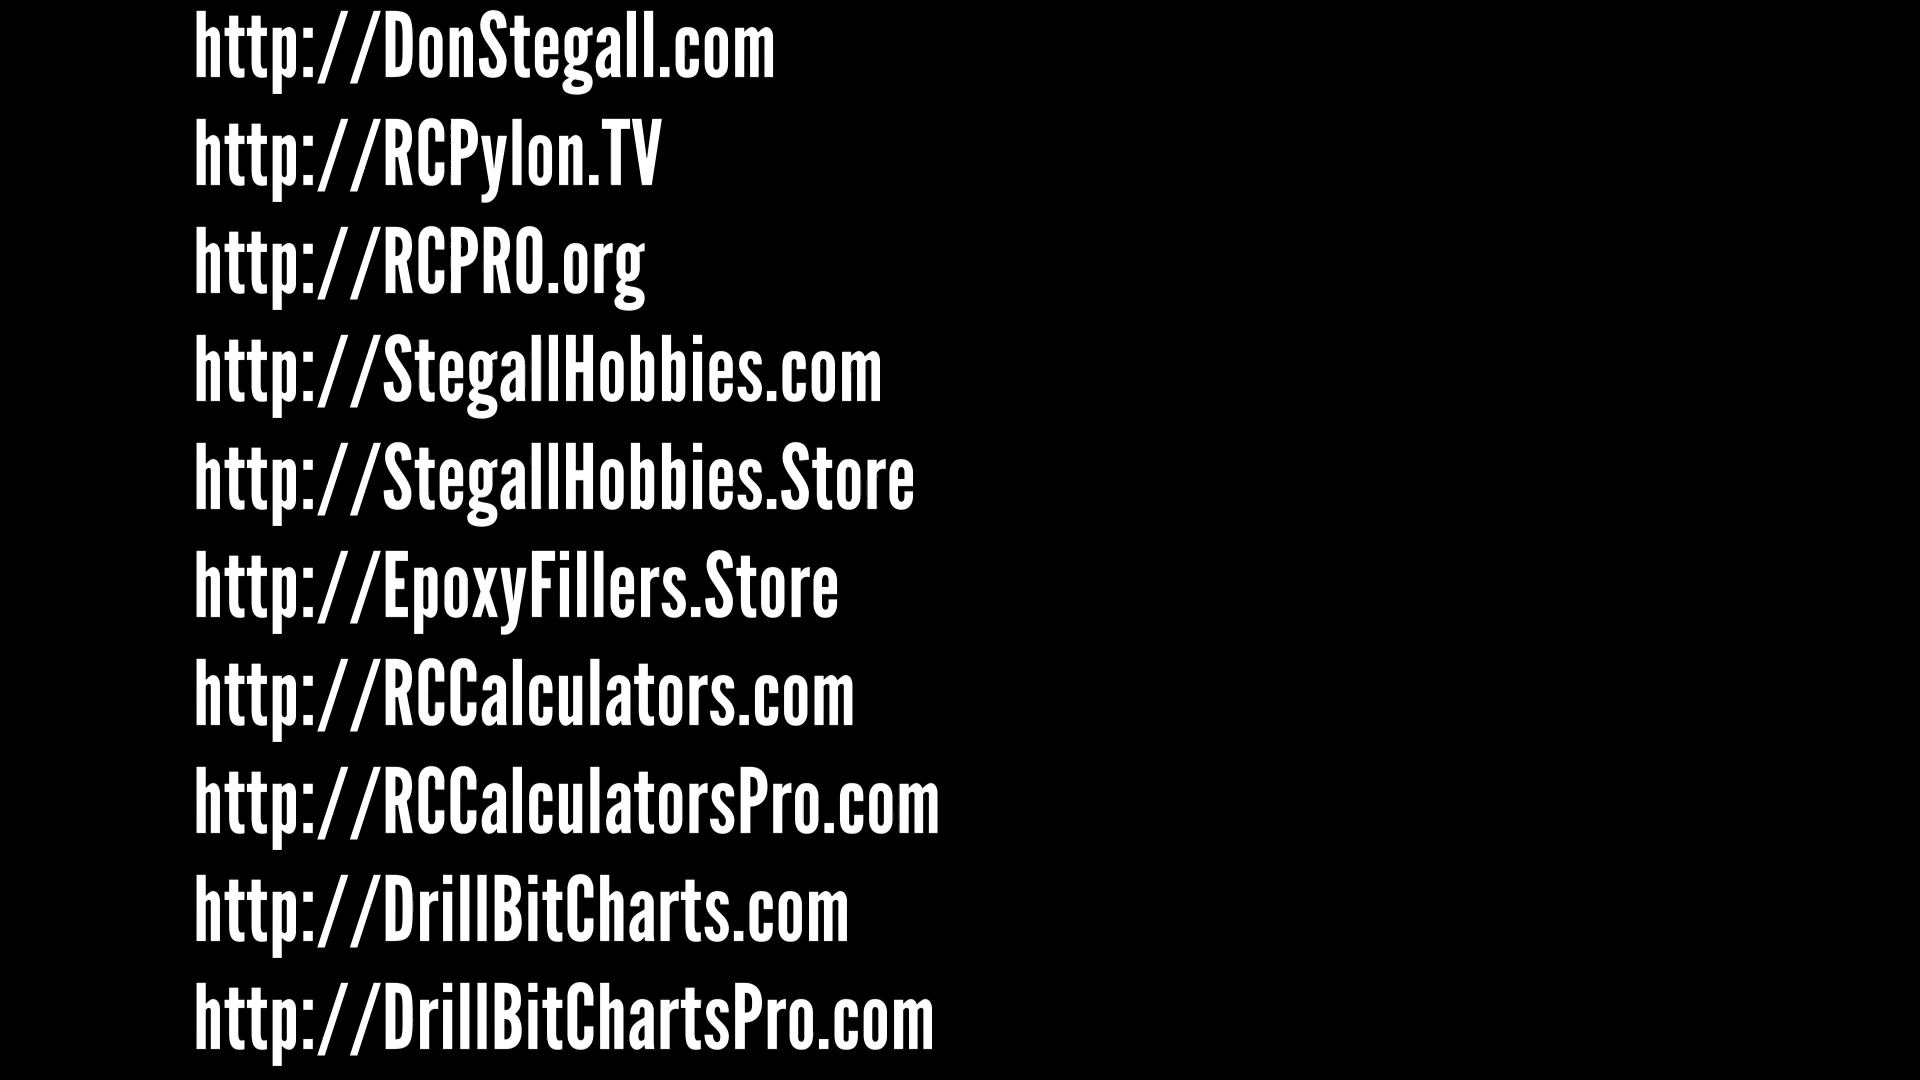 http://DonStegall.com
http://RCPylon.TV
http://RCPRO.org
http://StegallHobbies.com
http://StegallHobbies.Store
http://EpoxyFillers.Store
http://RCCalculators.com
http://RCCalculatorsPro.com
http://DrillBitCharts.com
http://DrillBitChartsPro.com